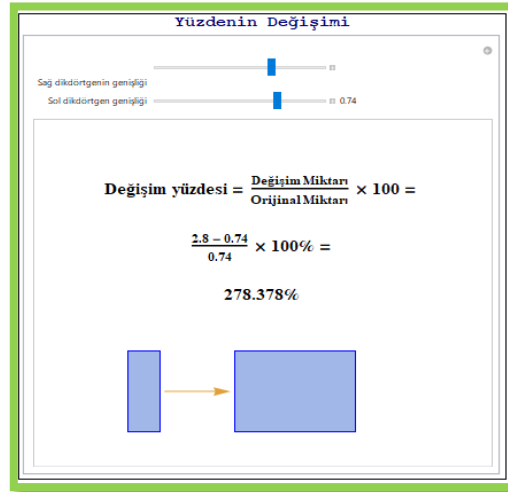 Yüzdenin Değişimi
Sağ dikdörtgenin genişliği
Sol dikdörtgen genişliği 0.74
Değişim yüzdesi = Değişim Miktarı / Orijinal Miktarı × 100 =
2.8 – 0.74 / 0.74 × 100% =
278.378%